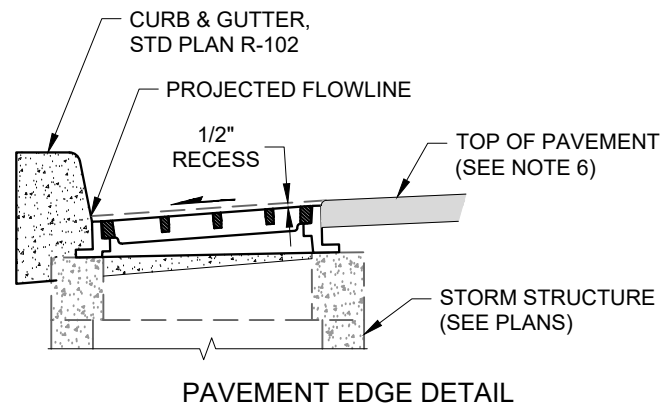 CURB & GUTTER,
STD PLAN R-102
PROJECTED FLOWLINE
1/2"
RECESS
TOP OF PAVEMENT
(SEE NOTE 6)
STORM STRUCTURE
(SEE PLANS)
PAVEMENT EDGE DETAIL